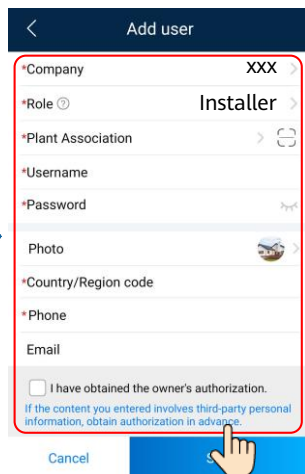 Add user
*Company xxx
*Role Installer
*Plant Association
*Username
*Password
Photo
*Country/Region code
*Phone
Email
I have obtained the owner's authorization.
If the content you entered involves third-party personal
information, obtain authorization in advance.
Cancel